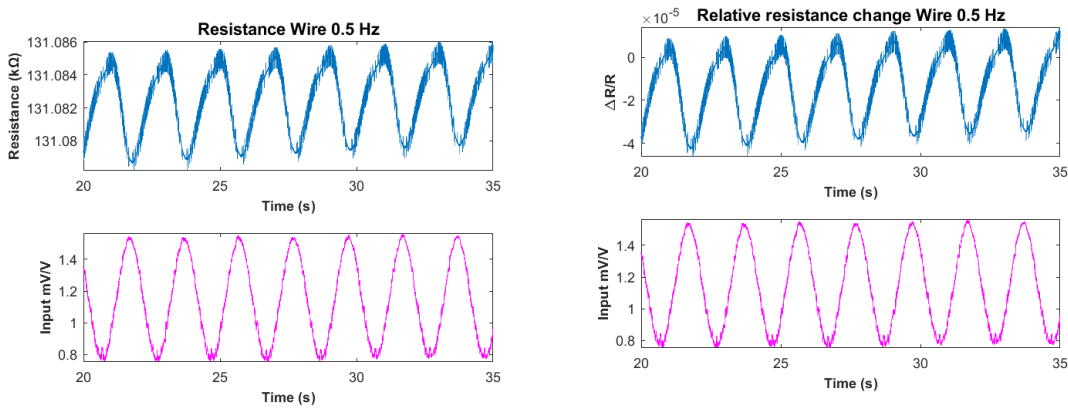 Resistance Wire 0.5 Hz
Resistance (kΩ)
131.086
131.084
131.082
131.08
20 25 30 35
Time (s)
Input mV/V
1.4
1.2
1
0.8
20 25 30 35
Time (s)
Relative resistance change Wire 0.5 Hz
×10⁻⁵
ΔR/R
0
-2
-4
20 25 30 35
Time (s)
Input mV/V
1.4
1.2
1
0.8
20 25 30 35
Time (s)